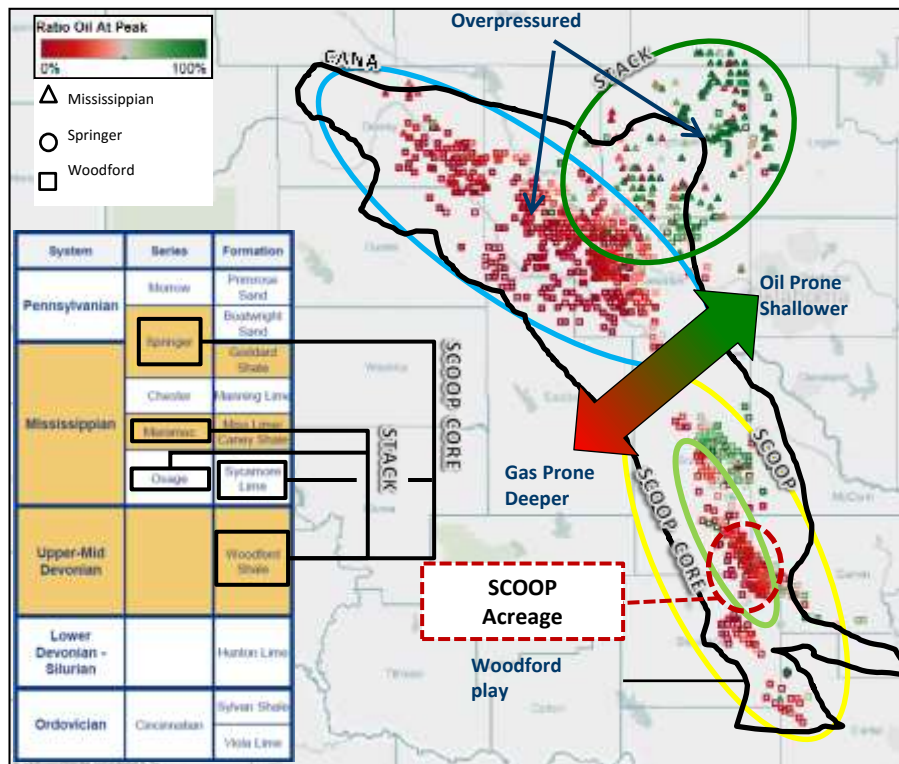 Ratio Oil At Peak
0%
100%
Mississippian
Springer
Woodford
Overpressured
CANA
STACK
Oil Prone
Shallower
Gas Prone
Deeper
SCOOP
SCOOP CORE
SCOOP
Acreage
Woodford
play
System
Series
Formation
Pennsylvanian
Morrow
Primrose
Sand
Boatwright
Sand
Springer
Goddard
Shale
Mississippian
Chester
Manning Lime
Meramec
Miss Lime/
Caney Shale
Osage
Sycamore
Lime
Upper-Mid
Devonian
Woodford
Shale
Lower
Devonian -
Silurian
Hunton Lime
Ordovician
Cincinnatian
Sylvan Shale
Viola Lime
STACK
SCOOP CORE